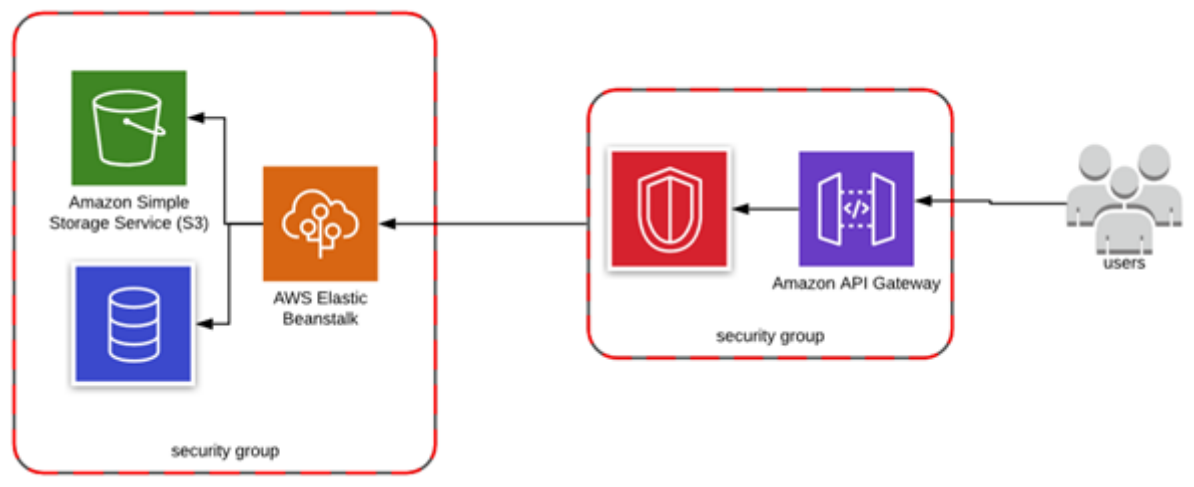 Amazon Simple
Storage Service (S3)
AWS Elastic
Beanstalk
security group
</>
Amazon API Gateway
security group
users